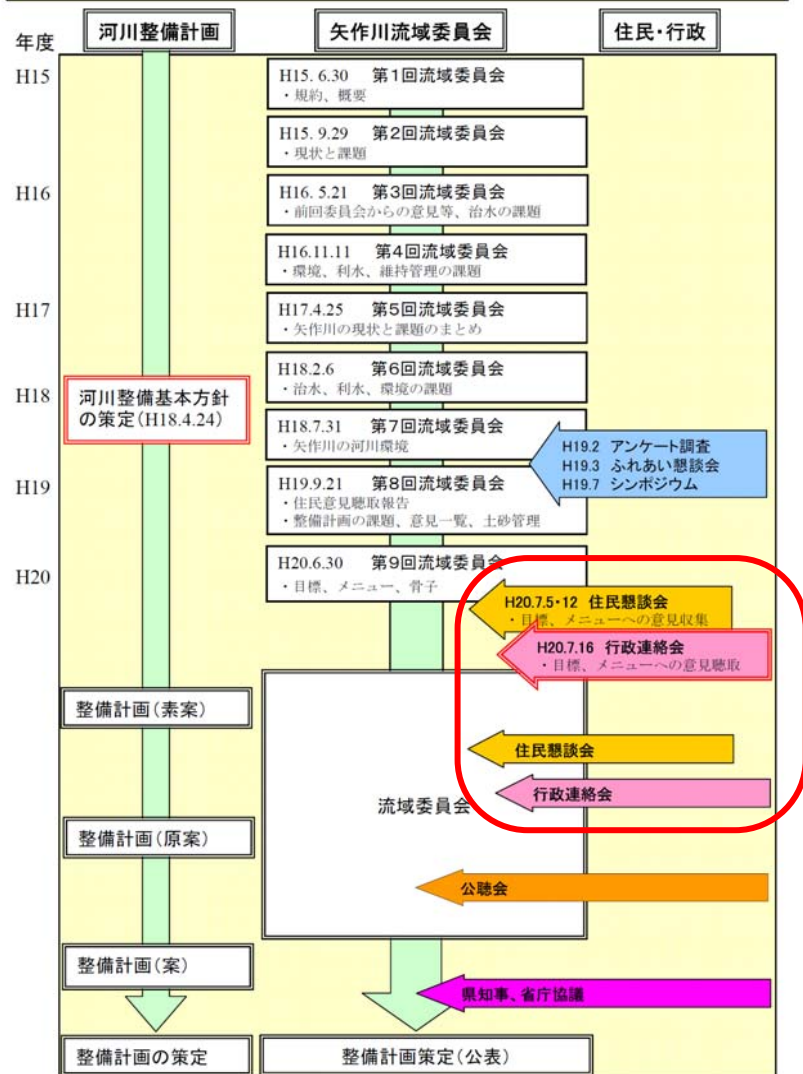 年度
河川整備計画
矢作川流域委員会
住民・行政
H15
H15. 6.30 第1回流域委員会
・規約、概要
H15. 9.29 第2回流域委員会
・現状と課題
H16
H16. 5.21 第3回流域委員会
・前回委員会からの意見等、治水の課題
H16.11.11 第4回流域委員会
・環境、利水、維持管理の課題
H17
H17.4.25 第5回流域委員会
・矢作川の現状と課題のまとめ
H18.2.6 第6回流域委員会
・治水、利水、環境の課題
H18
河川整備基本方針
の策定(H18.4.24)
H18.7.31 第7回流域委員会
・矢作川の河川環境
H19.2 アンケート調査
H19.3 ふれあい懇談会
H19.7 シンポジウム
H19
H19.9.21 第8回流域委員会
・住民意見聴取報告
・整備計画の課題、意見一覧、土砂管理
H20
H20.6.30 第9回流域委員会
・目標、メニュー、骨子
H20.7.5・12 住民懇談会
・目標、メニューへの意見収集
H20.7.16 行政連絡会
・目標、メニューへの意見聴取
整備計画(素案)
住民懇談会
行政連絡会
流域委員会
整備計画(原案)
公聴会
整備計画(案)
県知事、省庁協議
整備計画の策定
整備計画策定(公表)